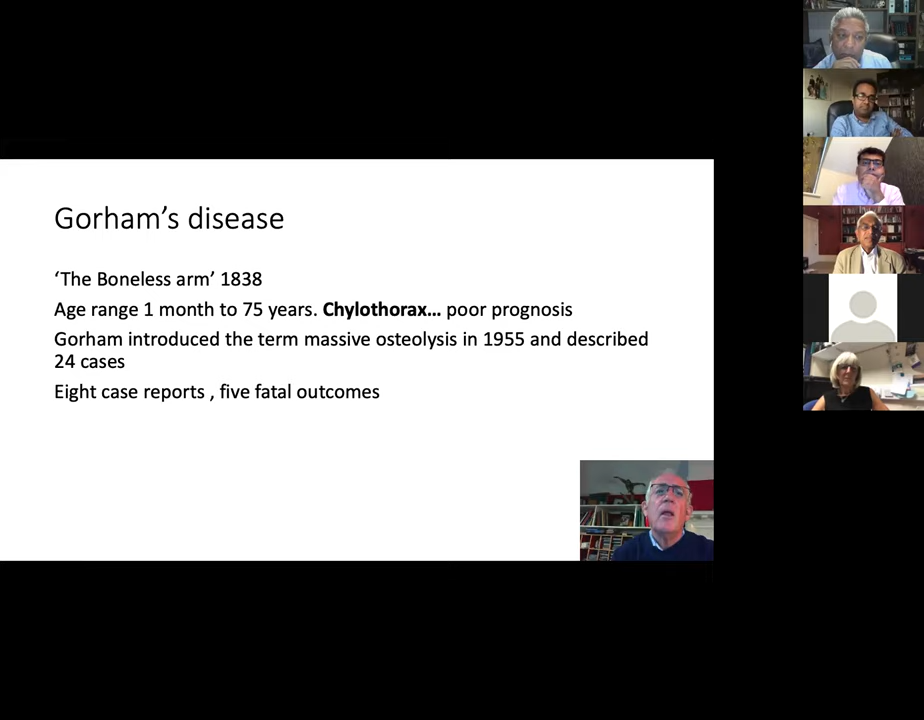 Gorham’s disease
‘The Boneless arm’ 1838
Age range 1 month to 75 years. Chylothorax… poor prognosis
Gorham introduced the term massive osteolysis in 1955 and described
24 cases
Eight case reports , five fatal outcomes